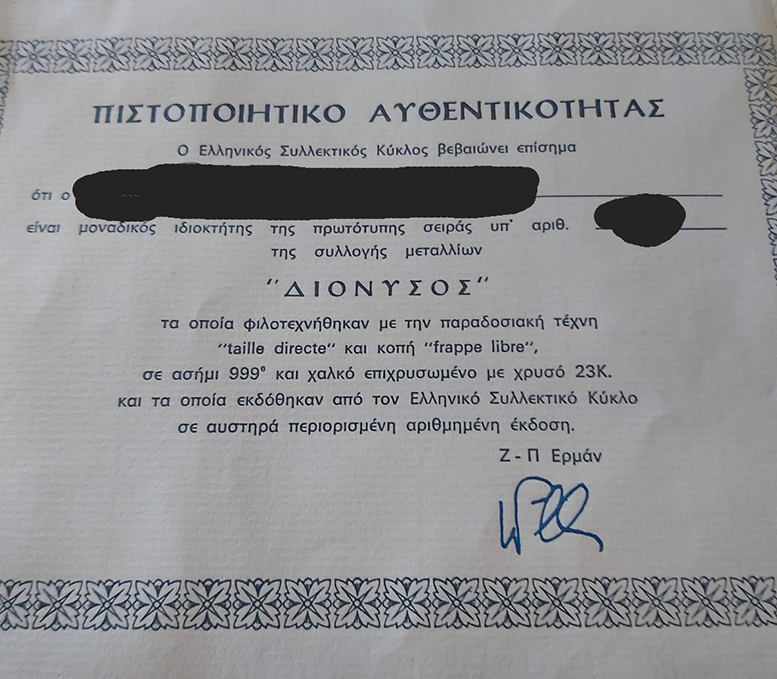 ΠΙΣΤΟΠΟΙΗΤΙΚΟ ΑΥΘΕΝΤΙΚΟΤΗΤΑΣ
Ο Ελληνικός Συλλεκτικός Κύκλος βεβαιώνει επίσημα
ότι ο
είναι μοναδικός ιδιοκτήτης της πρωτότυπης σειράς υπ' αριθ.
της συλλογής μεταλλίων
"ΔΙΟΝΥΣΟΣ"
τα οποία φιλοτεχνήθηκαν με την παραδοσιακή τέχνη
"taille directe" και κοπή "frappe libre",
σε ασήμι 999° και χαλκό επιχρυσωμένο με χρυσό 23Κ.
και τα οποία εκδόθηκαν από τον Ελληνικό Συλλεκτικό Κύκλο
σε αυστηρά περιορισμένη αριθμημένη έκδοση.
Ζ - Π Ερμάν